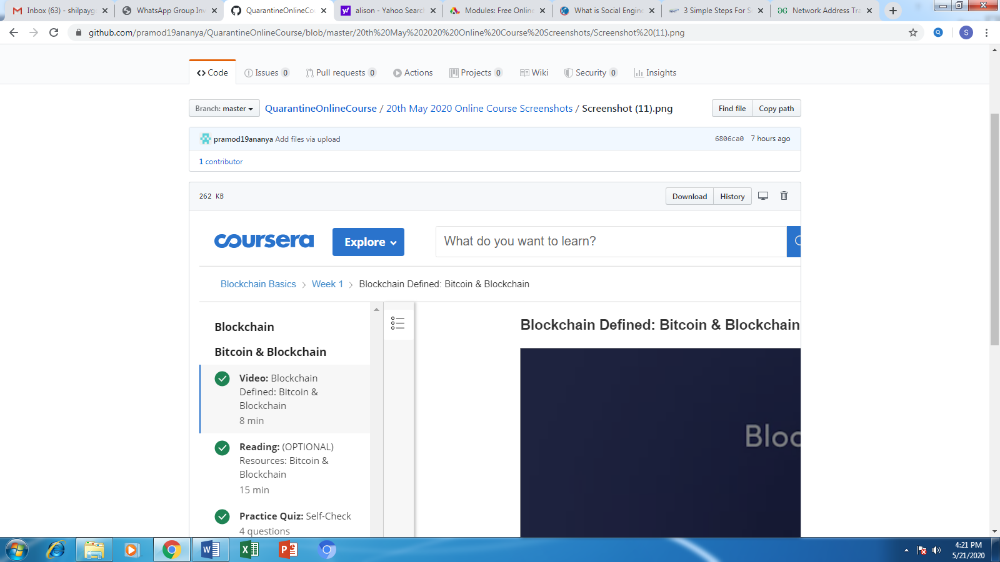 Inbox (63) - shilpayg
WhatsApp Group Inv
QuarantineOnlineCou
alison - Yahoo Search
Modules: Free Online
What is Social Engine
3 Simple Steps For S
Network Address Tra
github.com/pramod19ananya/QuarantineOnlineCourse/blob/master/20th%20May%202020%20Online%20Course%20Screenshots/Screenshot%20(11).png
S
Code
Issues 0
Pull requests 0
Actions
Projects 0
Wiki
Security 0
Insights
Branch: master
QuarantineOnlineCourse / 20th May 2020 Online Course Screenshots / Screenshot (11).png
Find file
Copy path
pramod19ananya Add files via upload
6806ca0 7 hours ago
1 contributor
262 KB
Download
History
coursera
Explore
What do you want to learn?
Blockchain Basics > Week 1 > Blockchain Defined: Bitcoin & Blockchain
Blockchain
Bitcoin & Blockchain
Video: Blockchain
Defined: Bitcoin &
Blockchain
8 min
Reading: (OPTIONAL)
Resources: Bitcoin &
Blockchain
15 min
Practice Quiz: Self-Check
4 questions
Blockchain Defined: Bitcoin & Blockchain
Bloc
4:21 PM
5/21/2020